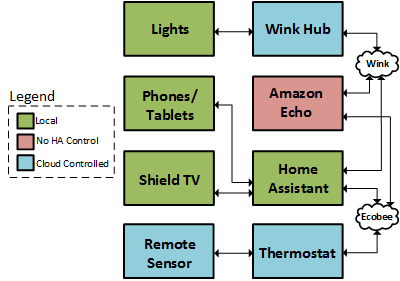 Lights
Wink Hub
Wink
Phones/
Tablets
Amazon
Echo
Legend
Local
No HA Control
Cloud Controlled
Shield TV
Home
Assistant
Ecobee
Remote
Sensor
Thermostat